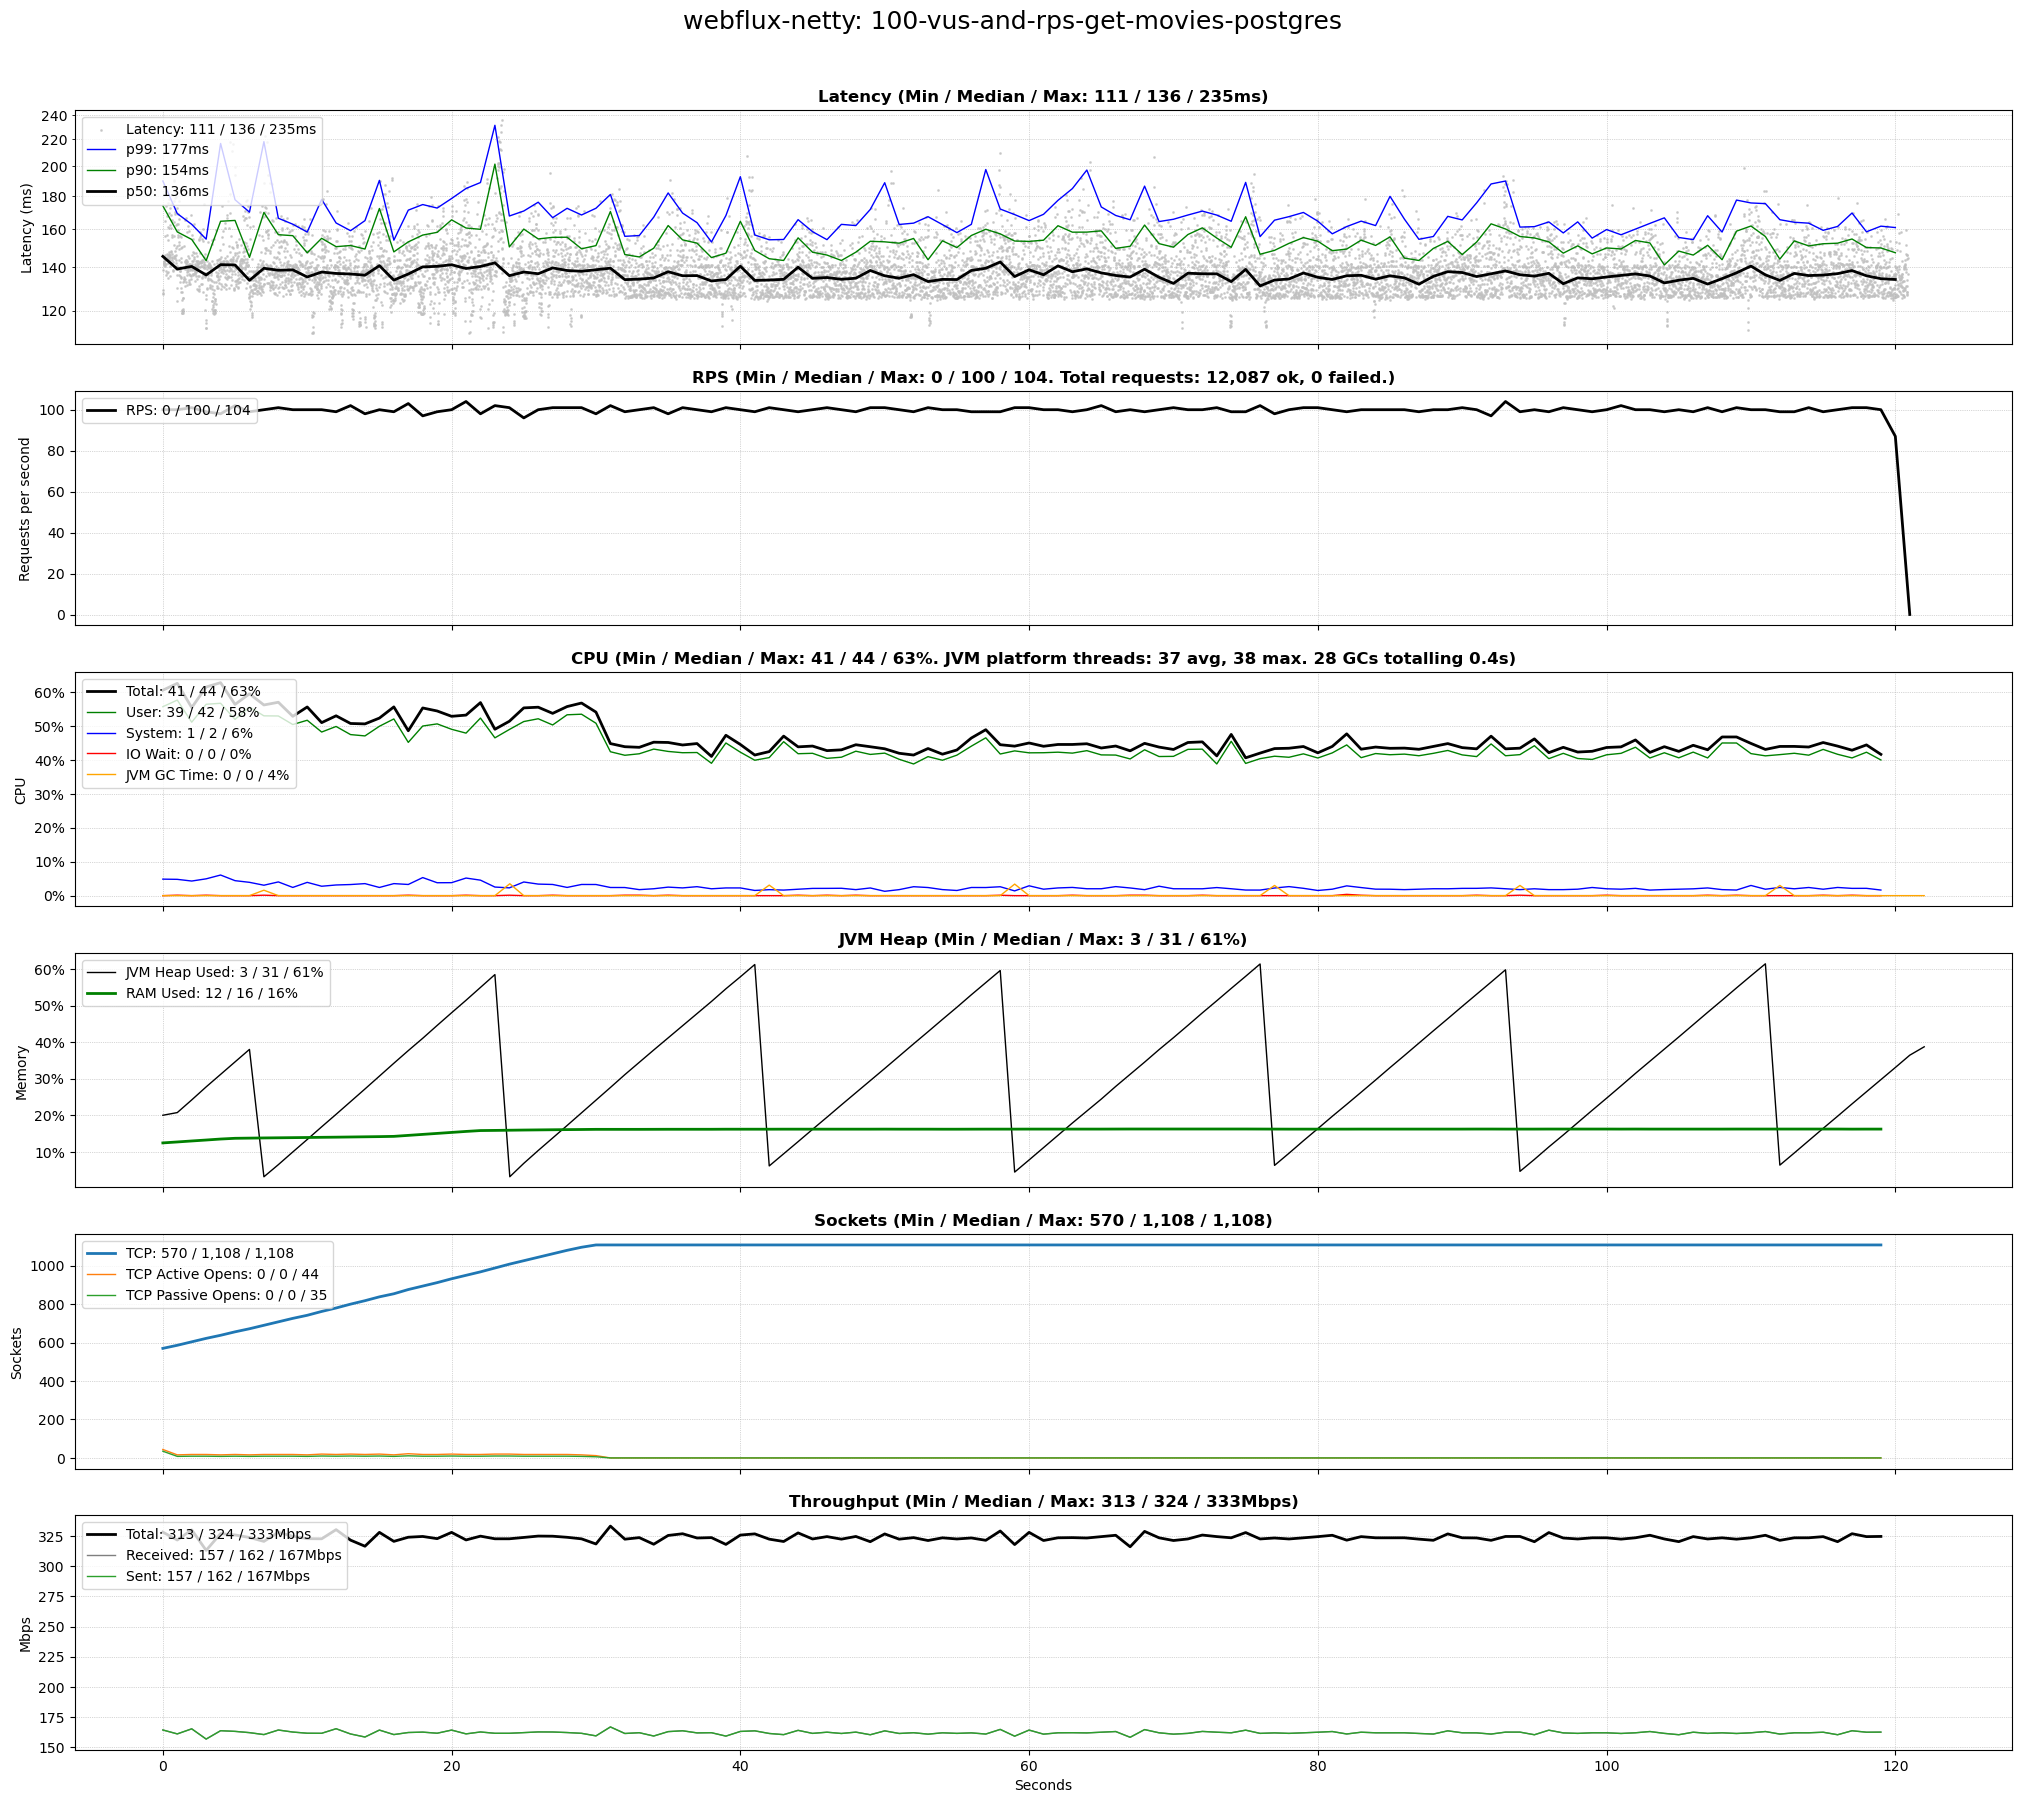 webflux-netty: 100-vus-and-rps-get-movies-postgres
Latency (Min / Median / Max: 111 / 136 / 235ms)
Latency: 111 / 136 / 235ms
p99: 177ms
p90: 154ms
p50: 136ms
Latency (ms)
240
220
200
180
160
140
120
RPS (Min / Median / Max: 0 / 100 / 104. Total requests: 12,087 ok, 0 failed.)
RPS: 0 / 100 / 104
Requests per second
100
80
60
40
20
0
CPU (Min / Median / Max: 41 / 44 / 63%. JVM platform threads: 37 avg, 38 max. 28 GCs totalling 0.4s)
Total: 41 / 44 / 63%
User: 39 / 42 / 58%
System: 1 / 2 / 6%
IO Wait: 0 / 0 / 0%
JVM GC Time: 0 / 0 / 4%
CPU
60%
50%
40%
30%
20%
10%
0%
JVM Heap (Min / Median / Max: 3 / 31 / 61%)
JVM Heap Used: 3 / 31 / 61%
RAM Used: 12 / 16 / 16%
Memory
60%
50%
40%
30%
20%
10%
Sockets (Min / Median / Max: 570 / 1,108 / 1,108)
TCP: 570 / 1,108 / 1,108
TCP Active Opens: 0 / 0 / 44
TCP Passive Opens: 0 / 0 / 35
Sockets
1000
800
600
400
200
0
Throughput (Min / Median / Max: 313 / 324 / 333Mbps)
Total: 313 / 324 / 333Mbps
Received: 157 / 162 / 167Mbps
Sent: 157 / 162 / 167Mbps
Mbps
325
300
275
250
225
200
175
150
0 20 40 60 80 100 120
Seconds